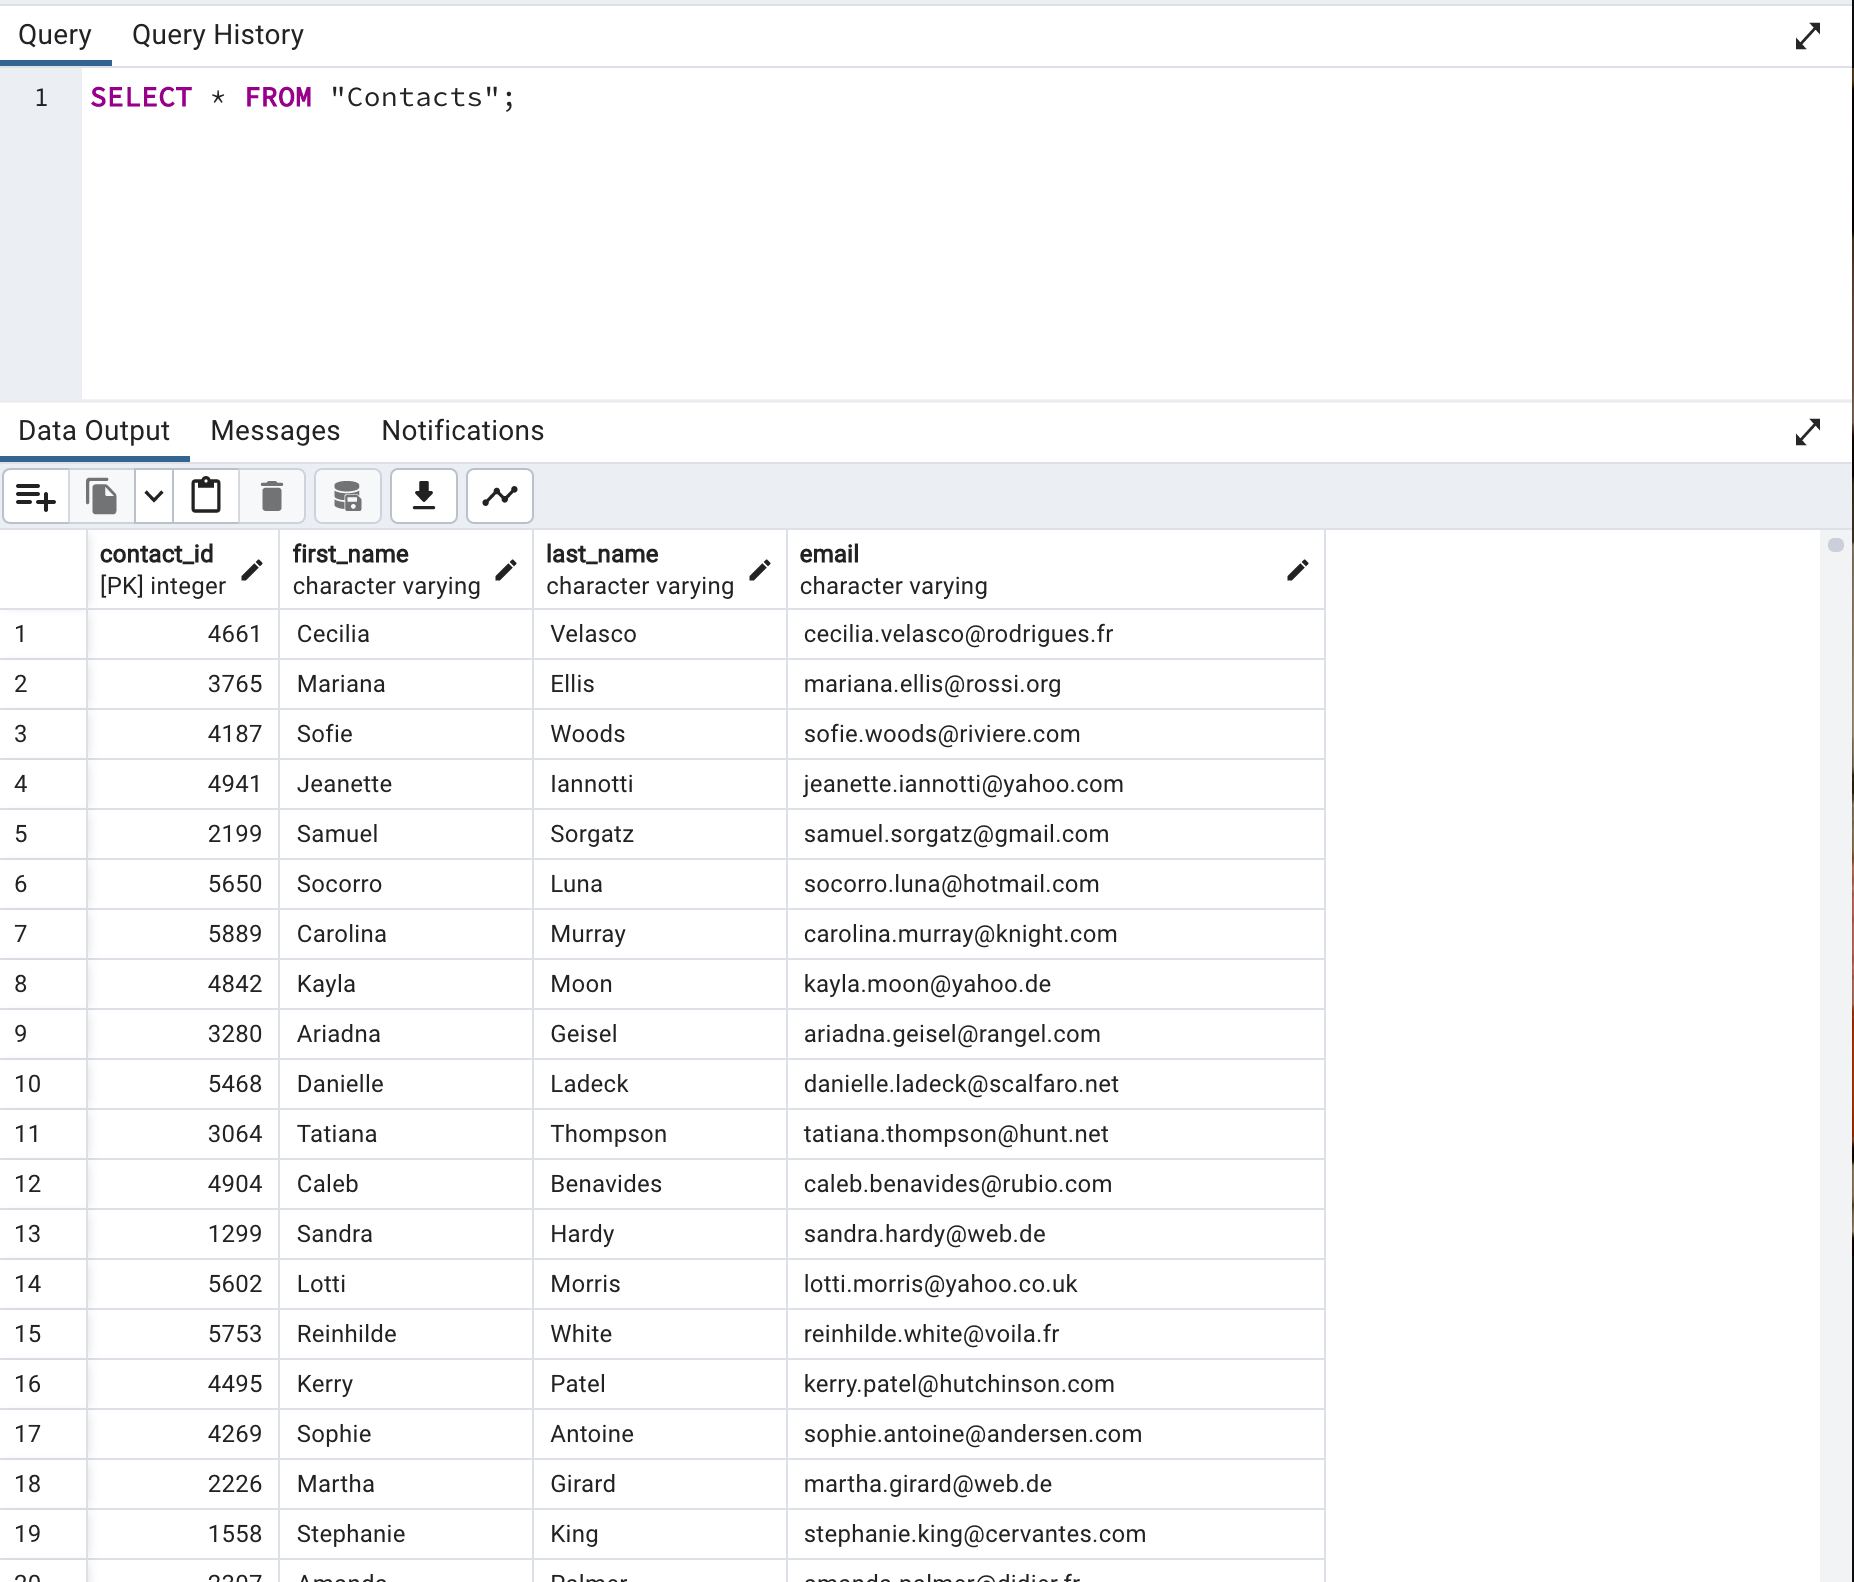 Query Query History
1 SELECT * FROM "Contacts";
Data Output Messages Notifications
contact_id first_name last_name email
[PK] integer character varying character varying character varying
1 4661 Cecilia Velasco cecilia.velasco@rodrigues.fr
2 3765 Mariana Ellis mariana.ellis@rossi.org
3 4187 Sofie Woods sofie.woods@riviere.com
4 4941 Jeanette Iannotti jeanette.iannotti@yahoo.com
5 2199 Samuel Sorgatz samuel.sorgatz@gmail.com
6 5650 Socorro Luna socorro.luna@hotmail.com
7 5889 Carolina Murray carolina.murray@knight.com
8 4842 Kayla Moon kayla.moon@yahoo.de
9 3280 Ariadna Geisel ariadna.geisel@rangel.com
10 5468 Danielle Ladeck danielle.ladeck@scalfaro.net
11 3064 Tatiana Thompson tatiana.thompson@hunt.net
12 4904 Caleb Benavides caleb.benavides@rubio.com
13 1299 Sandra Hardy sandra.hardy@web.de
14 5602 Lotti Morris lotti.morris@yahoo.co.uk
15 5753 Reinhilde White reinhilde.white@voila.fr
16 4495 Kerry Patel kerry.patel@hutchinson.com
17 4269 Sophie Antoine sophie.antoine@andersen.com
18 2226 Martha Girard martha.girard@web.de
19 1558 Stephanie King stephanie.king@cervantes.com
20 Amanda Palmer amanda.palmer@didier.fr